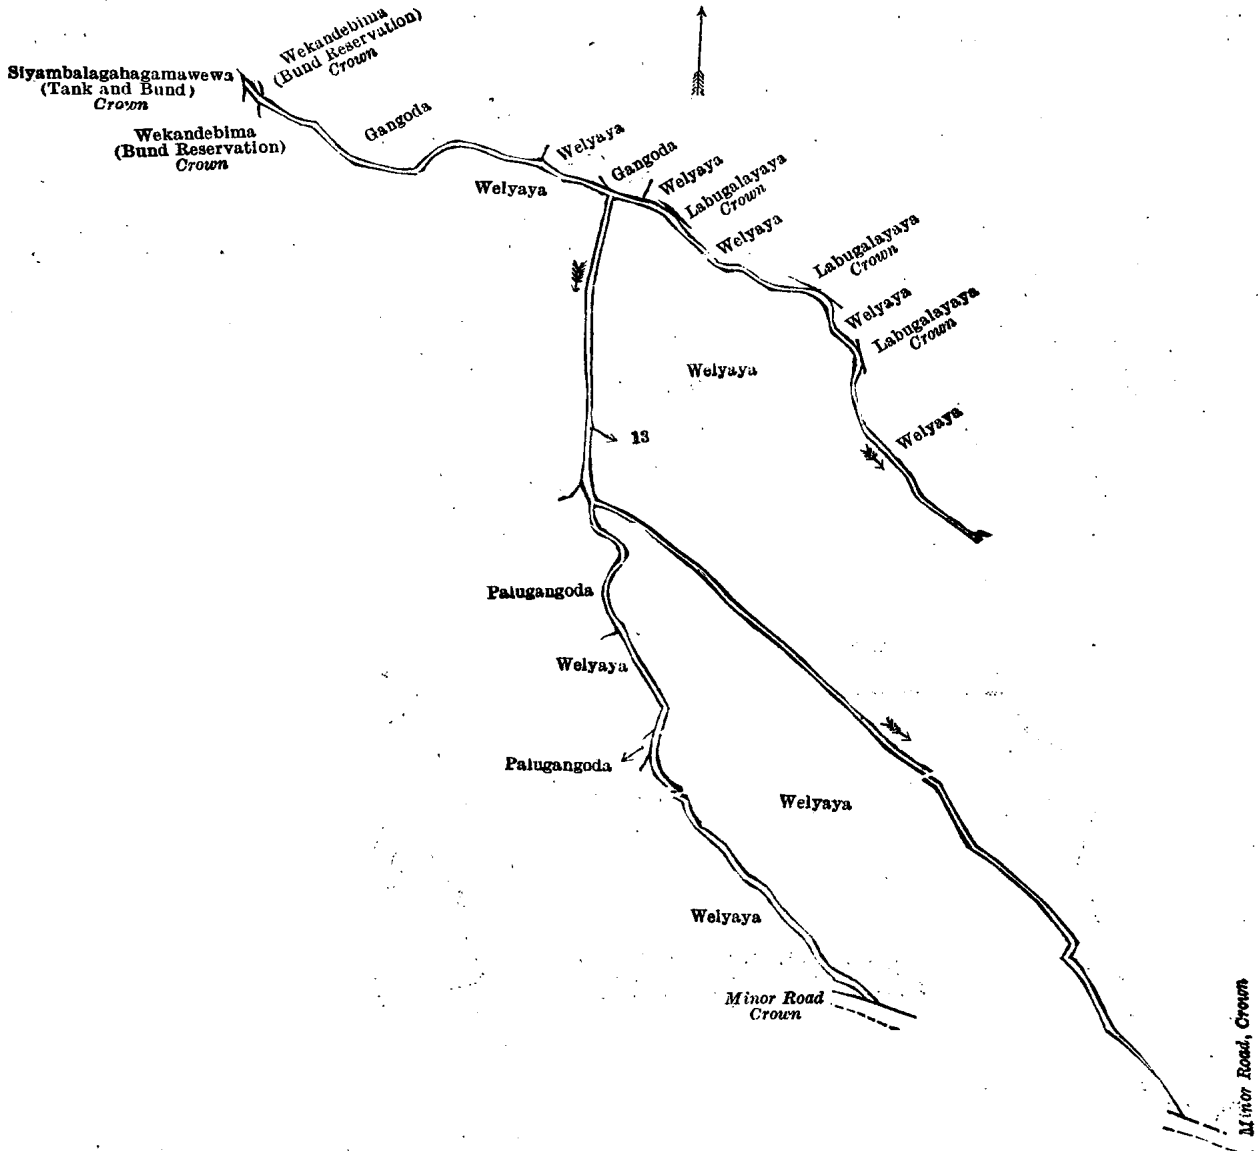 Wekandebima
(Bund Reservation)
Crown
Siyambalagahagamawewa
(Tank and Bund)
Crown
Wekandebima
(Bund Reservation)
Crown
Gangoda
Welyaya
Welyaya
Gangoda
Welyaya
Labugalayaya
Crown
Welyaya
Labugalayaya
Crown
Welyaya
Labugalayaya
Crown
Welyaya
Welyaya
13
Palugangoda
Welyaya
Palugangoda
Welyaya
Welyaya
Minor Road
Crown
Minor Road, Crown